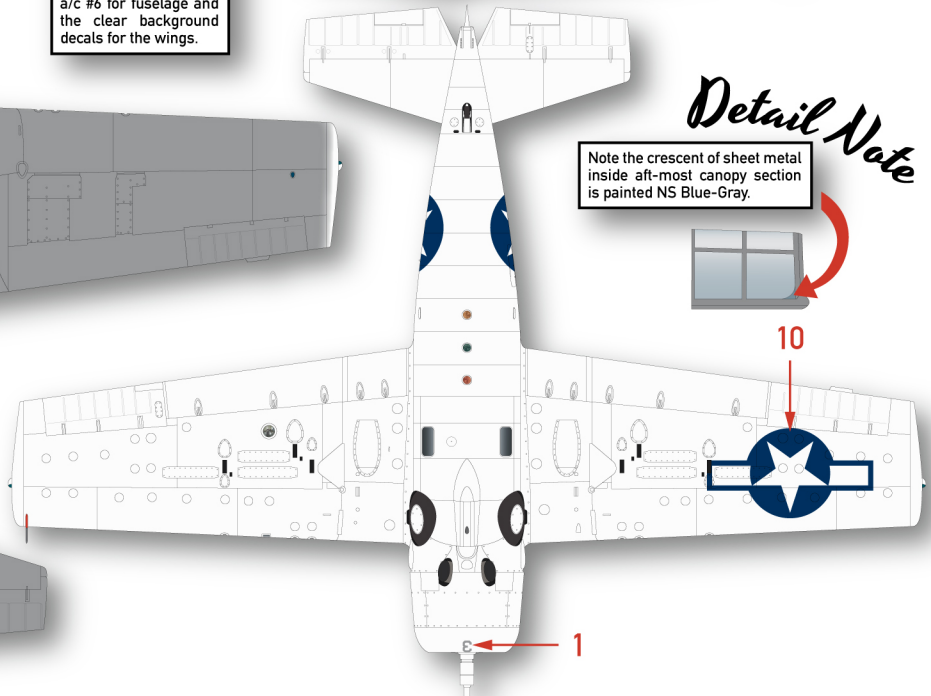 a/c #6 for fuselage and
the clear background
decals for the wings.
Detail Note
Note the crescent of sheet metal
inside aft-most canopy section
is painted NS Blue-Gray.
10
3
1